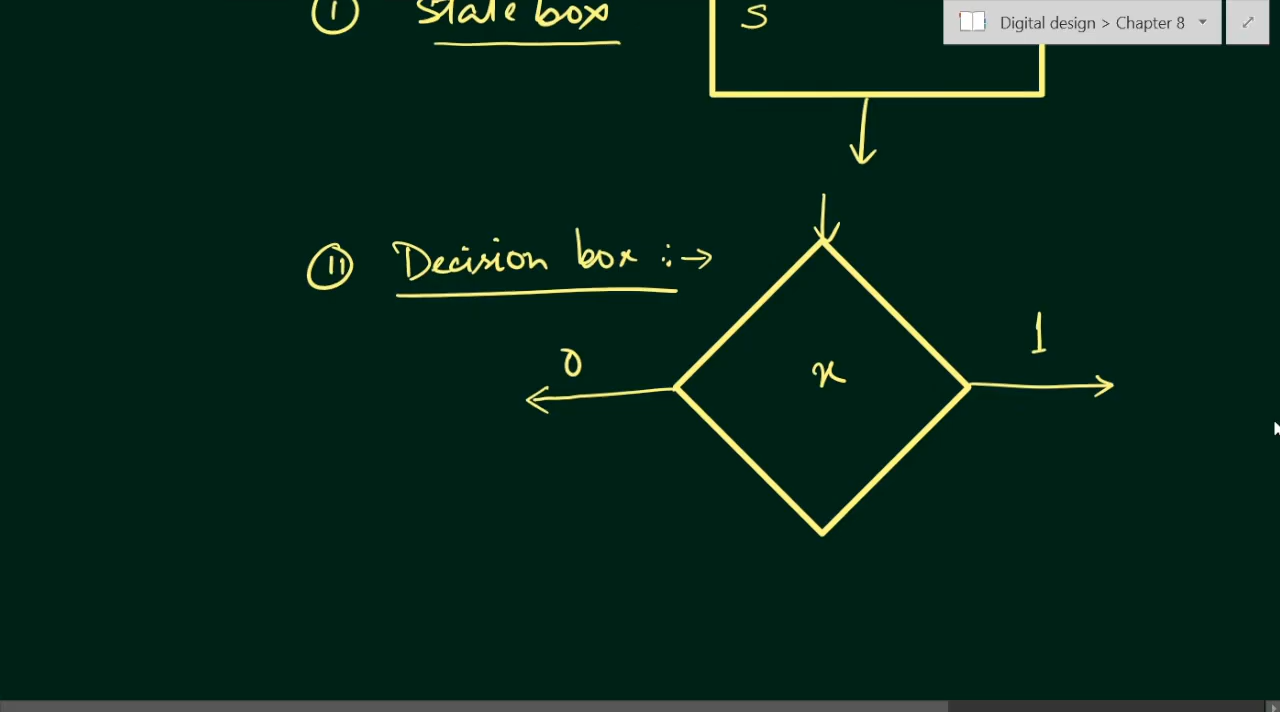 (I) State box
S
Digital design > Chapter 8
(II) Decision box :→
0
1
x